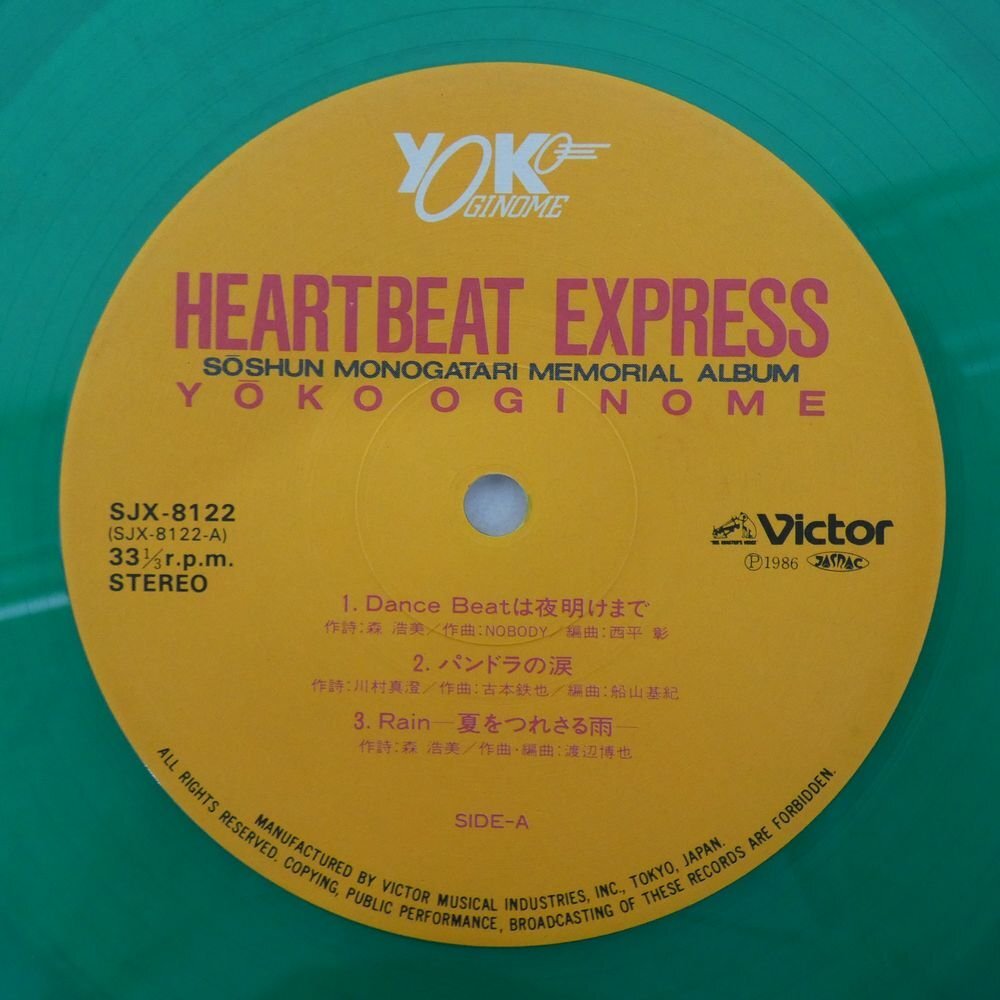 YOKO
OGINOME
HEARTBEAT EXPRESS
SŌSHUN MONOGATARI MEMORIAL ALBUM
YŌKO OGINOME
SJX-8122
(SJX-8122-A)
33⅓r.p.m.
STEREO
"HIS MASTER'S VOICE"
Victor
Ⓟ1986 JASRAC
1. Dance Beatは夜明けまで
作詩:森 浩美/作曲:NOBODY/編曲:西平 彰
2. パンドラの涙
作詩:川村真澄/作曲:古本鉄也/編曲:船山基紀
3. Rain—夏をつれさる雨—
作詩:森 浩美/作曲・編曲:渡辺博也
SIDE-A
MANUFACTURED BY VICTOR MUSICAL INDUSTRIES, INC., TOKYO, JAPAN.
ALL RIGHTS RESERVED. COPYING, PUBLIC PERFORMANCE, BROADCASTING OF THESE RECORDS ARE FORBIDDEN.